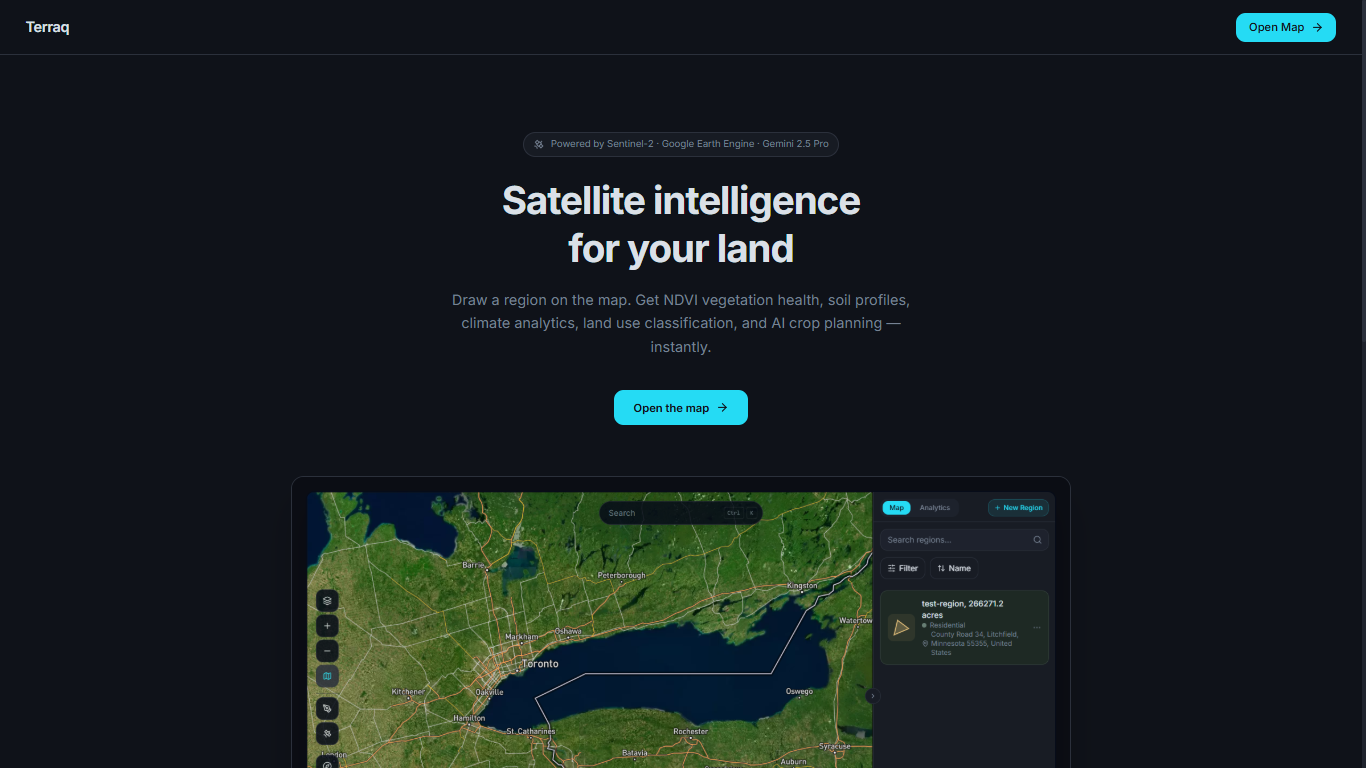 Terraq
Open Map
Powered by Sentinel-2 · Google Earth Engine · Gemini 2.5 Pro
Satellite intelligence
for your land
Draw a region on the map. Get NDVI vegetation health, soil profiles,
climate analytics, land use classification, and AI crop planning —
instantly.
Open the map
Search
Ctrl K
Map
Analytics
+ New Region
Search regions...
Filter
Name
test-region, 266271.2
acres
Residential
County Road 34, Litchfield,
Minnesota 55355, United
States
Barrie
Peterborough
Kingston
Watertow
Markham
Oshawa
Toronto
Kitchener
Oakville
Oswego
Hamilton
St. Catharines
Rochester
Syracuse
London
Batavia
Auburn